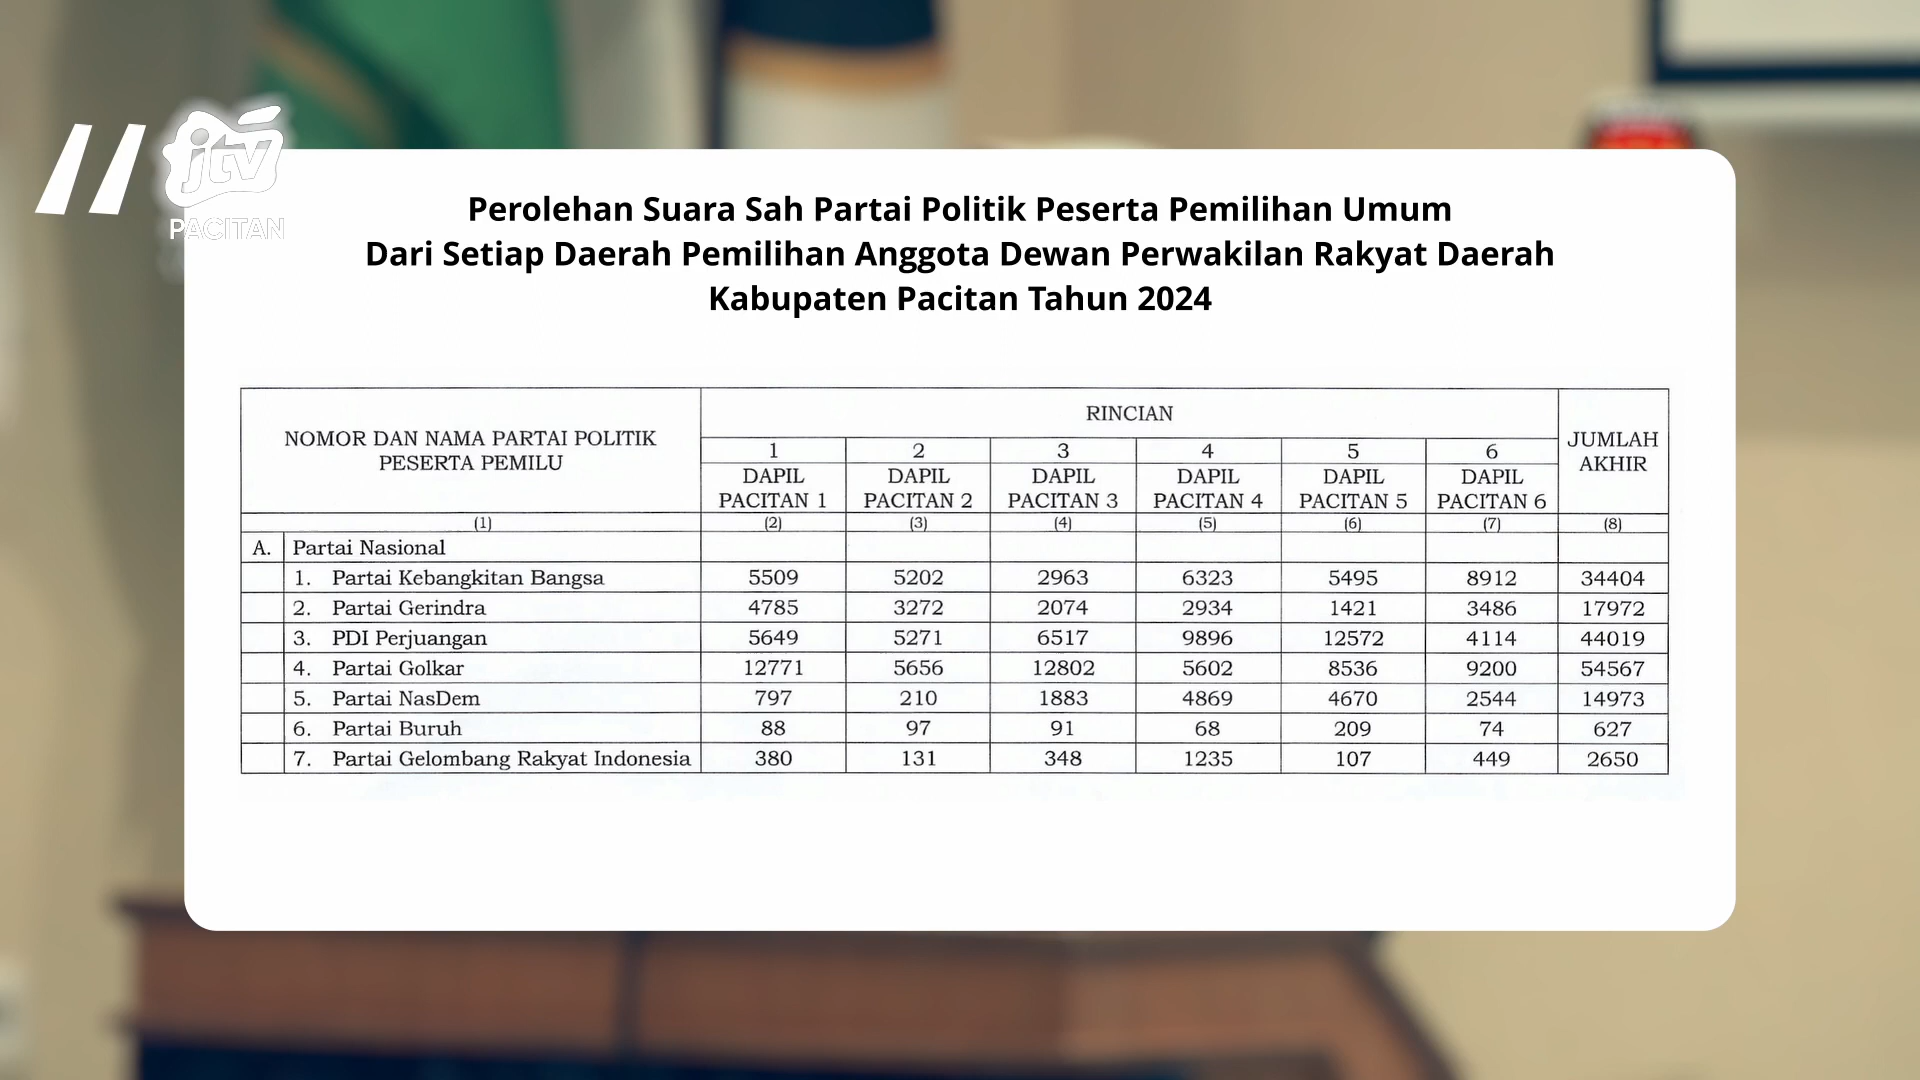 jtv
PACITAN
Perolehan Suara Sah Partai Politik Peserta Pemilihan Umum
Dari Setiap Daerah Pemilihan Anggota Dewan Perwakilan Rakyat Daerah
Kabupaten Pacitan Tahun 2024
NOMOR DAN NAMA PARTAI POLITIK
PESERTA PEMILU
RINCIAN
JUMLAH
AKHIR
1 2 3 4 5 6
DAPIL DAPIL DAPIL DAPIL DAPIL DAPIL
PACITAN 1 PACITAN 2 PACITAN 3 PACITAN 4 PACITAN 5 PACITAN 6
(1) (2) (3) (4) (5) (6) (7) (8)
A. Partai Nasional
1. Partai Kebangkitan Bangsa 5509 5202 2963 6323 5495 8912 34404
2. Partai Gerindra 4785 3272 2074 2934 1421 3486 17972
3. PDI Perjuangan 5649 5271 6517 9896 12572 4114 44019
4. Partai Golkar 12771 5656 12802 5602 8536 9200 54567
5. Partai NasDem 797 210 1883 4869 4670 2544 14973
6. Partai Buruh 88 97 91 68 209 74 627
7. Partai Gelombang Rakyat Indonesia 380 131 348 1235 107 449 2650